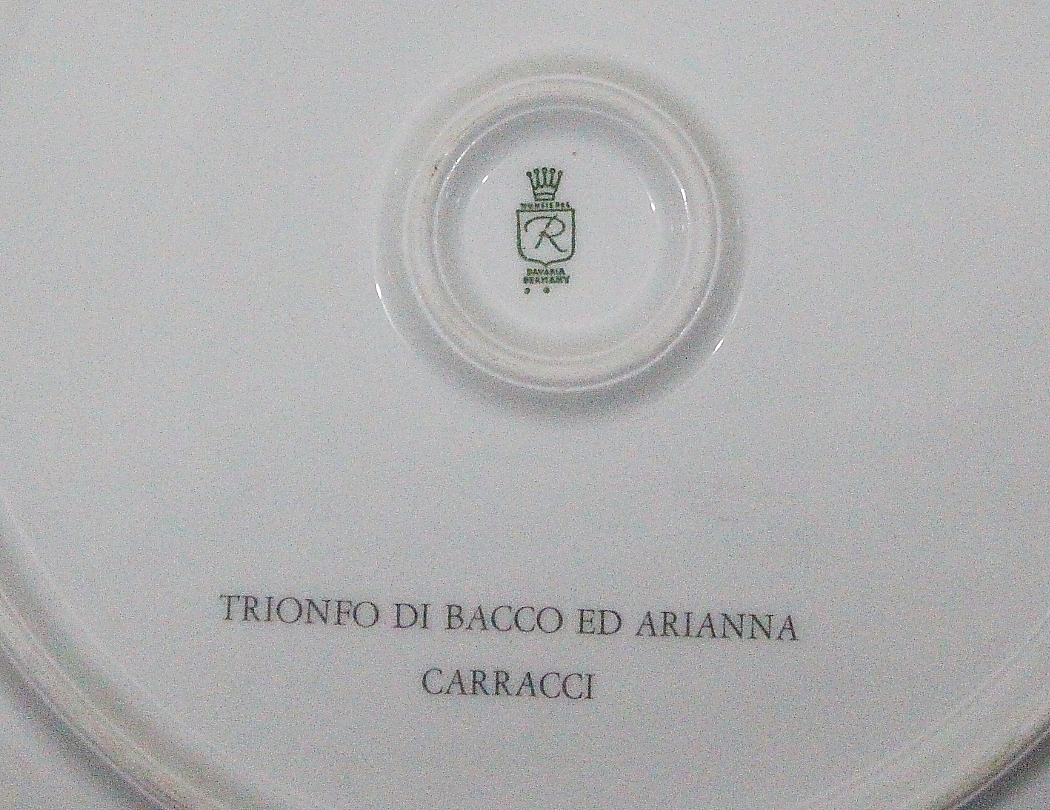 R
BAVARIA
GERMANY
TRIONFO DI BACCO ED ARIANNA
CARRACCI